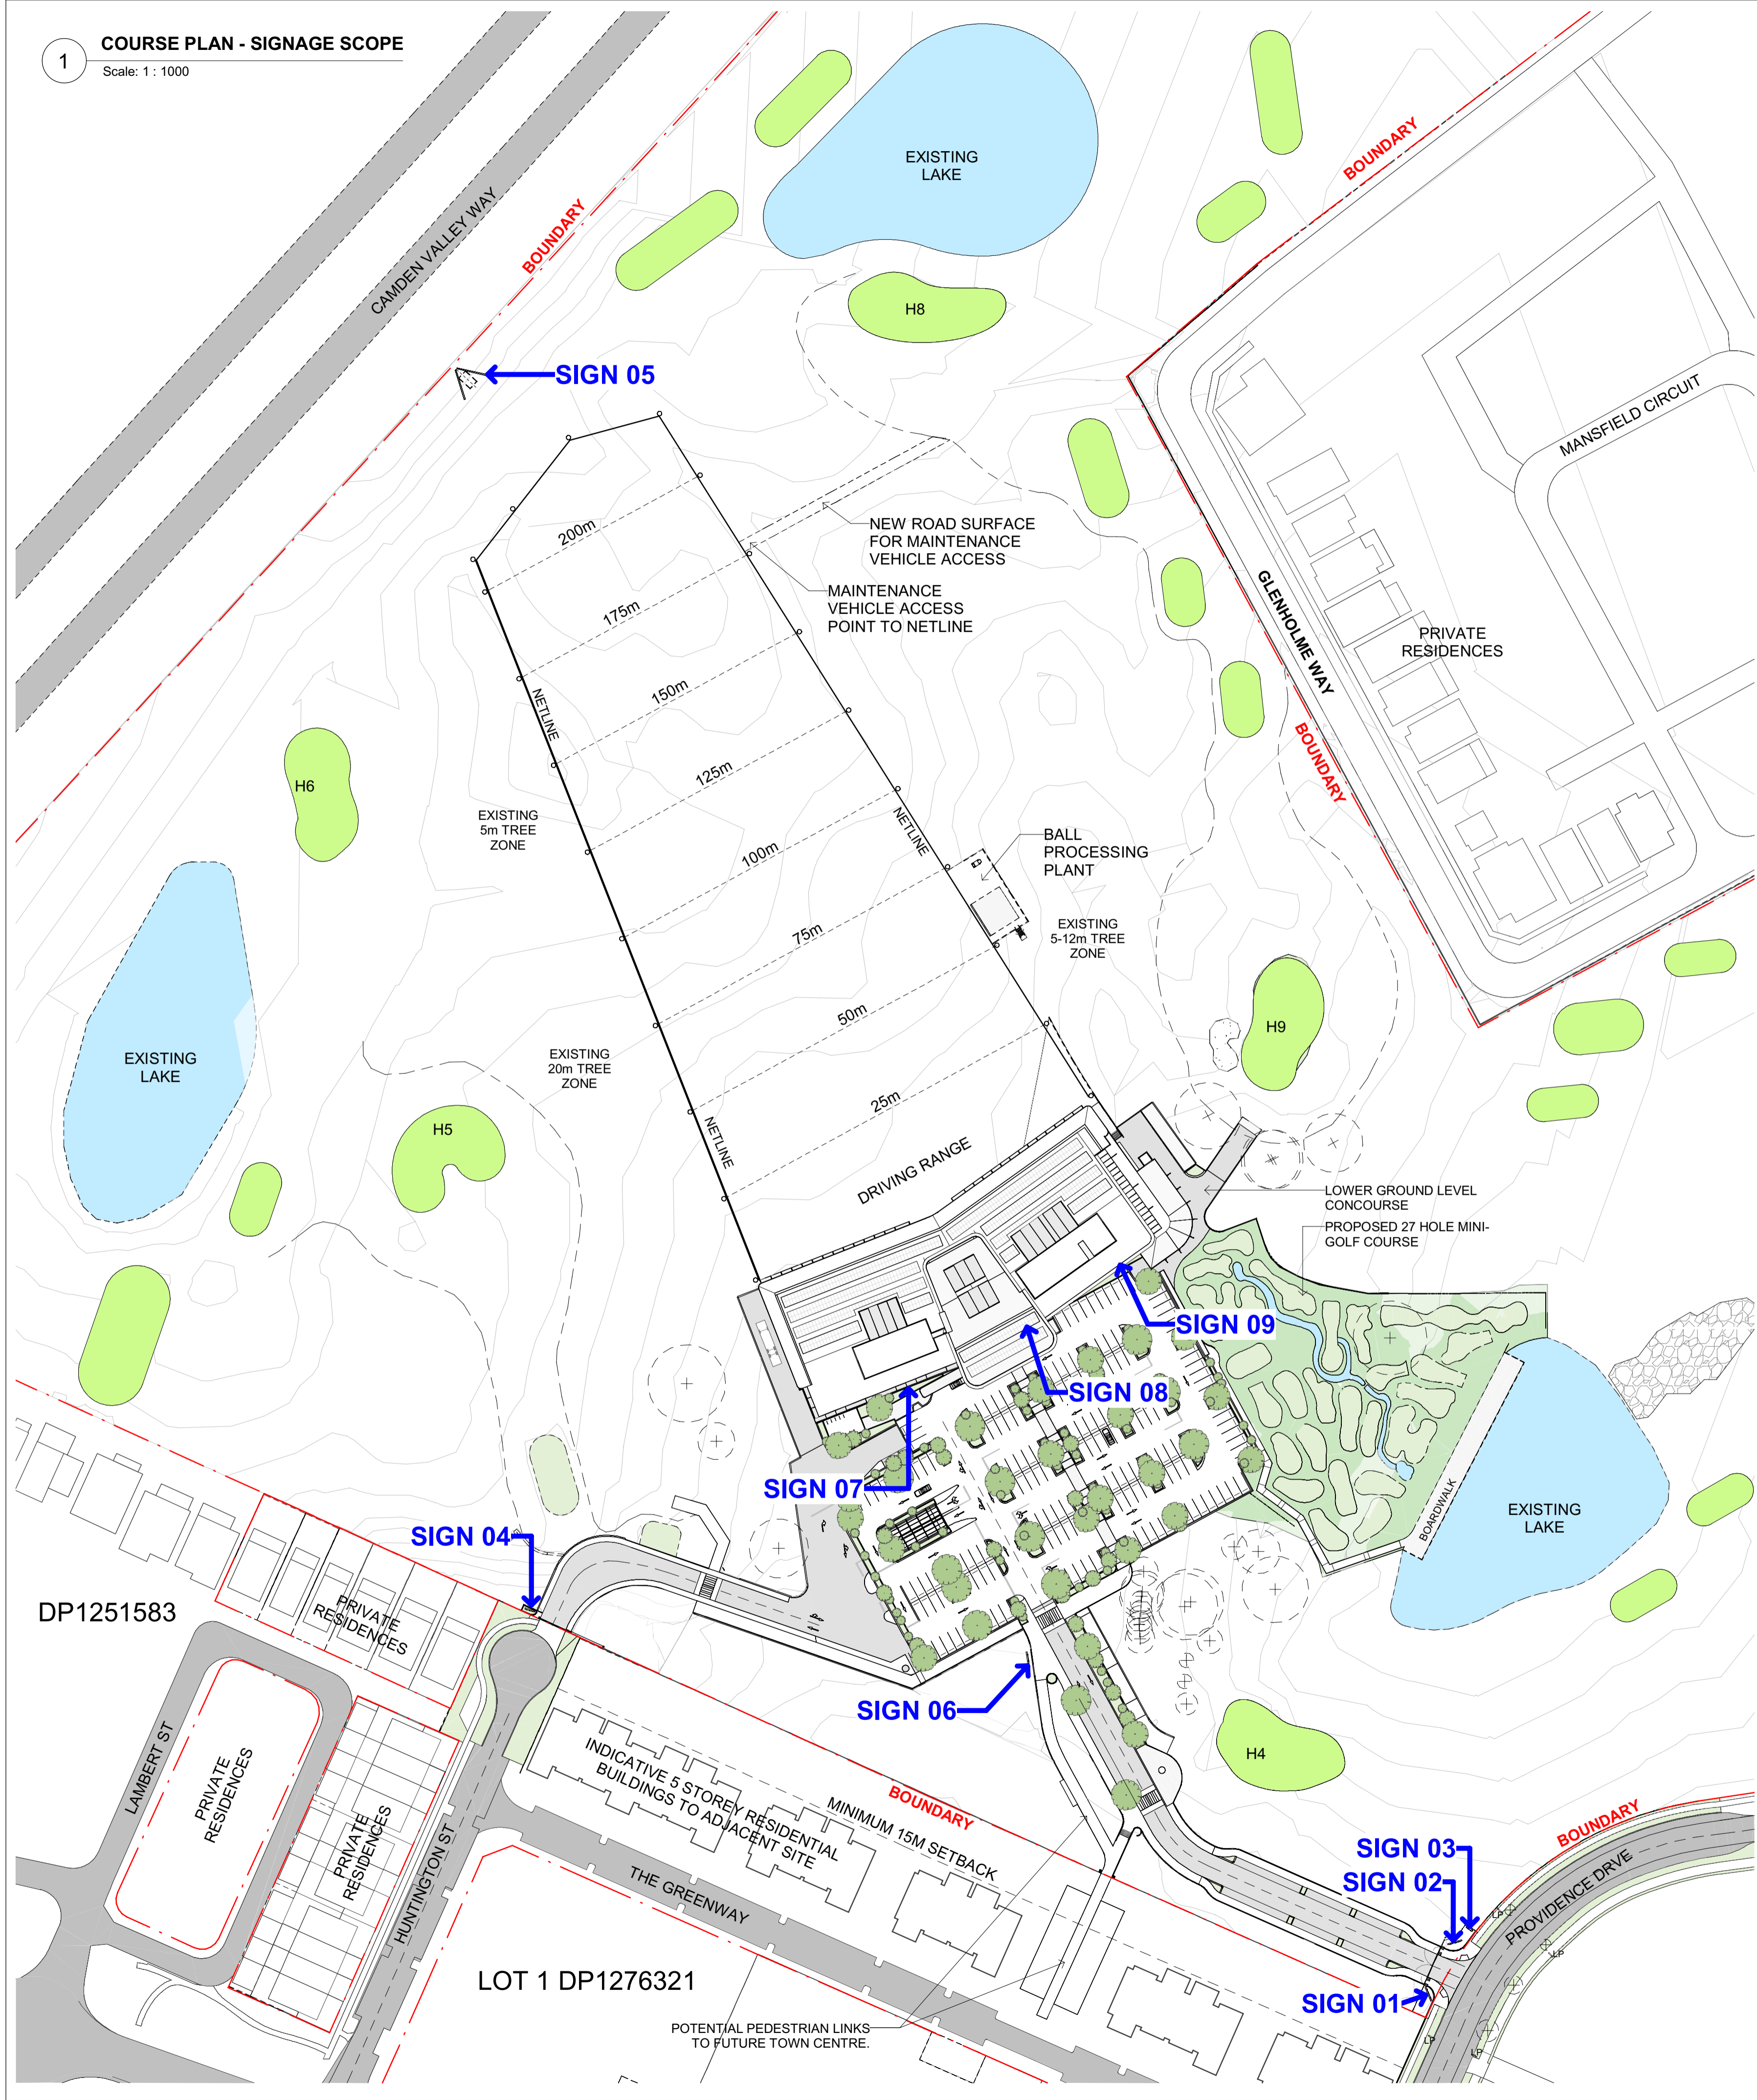 1
COURSE PLAN - SIGNAGE SCOPE
Scale: 1 : 1000
EXISTING
LAKE
BOUNDARY
CAMDEN VALLEY WAY
BOUNDARY
H8
SIGN 05
MANSFIELD CIRCUIT
NEW ROAD SURFACE
FOR MAINTENANCE
VEHICLE ACCESS
200m
MAINTENANCE
VEHICLE ACCESS
POINT TO NETLINE
175m
GLENHOLME WAY
PRIVATE
RESIDENCES
150m
NETLINE
BOUNDARY
125m
H6
EXISTING
5m TREE
ZONE
100m
NETLINE
BALL
PROCESSING
PLANT
75m
EXISTING
5-12m TREE
ZONE
50m
H9
EXISTING
LAKE
EXISTING
20m TREE
ZONE
25m
H5
NETLINE
DRIVING RANGE
LOWER GROUND LEVEL
CONCOURSE
PROPOSED 27 HOLE MINI-
GOLF COURSE
SIGN 09
SIGN 08
SIGN 07
BOARDWALK
EXISTING
LAKE
SIGN 04
DP1251583
PRIVATE
RESIDENCES
SIGN 06
LAMBERT ST
PRIVATE
RESIDENCES
PRIVATE
RESIDENCES
HUNTINGTON ST
INDICATIVE 5 STOREY RESIDENTIAL
BUILDINGS TO ADJACENT SITE
BOUNDARY
MINIMUM 15M SETBACK
H4
THE GREENWAY
BOUNDARY
SIGN 03
SIGN 02
PROVIDENCE DRVE
LP
LP
LOT 1 DP1276321
SIGN 01
POTENTIAL PEDESTRIAN LINKS
TO FUTURE TOWN CENTRE.
LP
LP